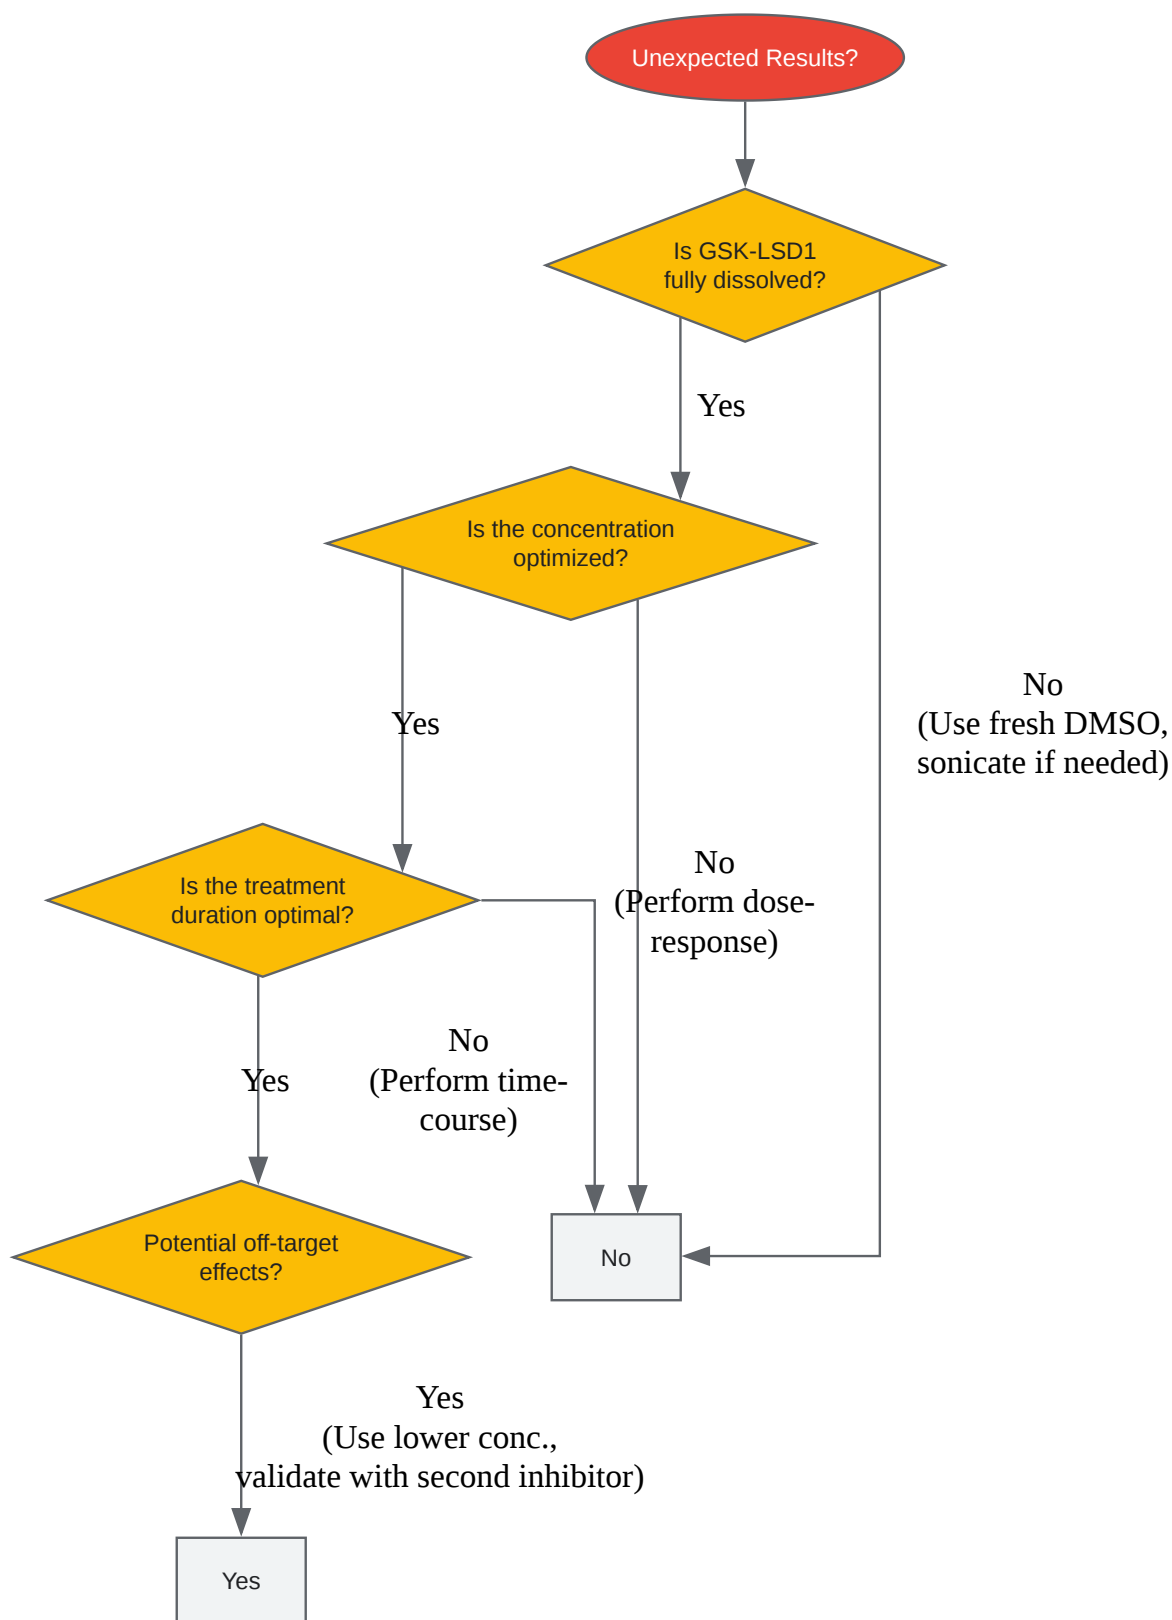 Unexpected Results?
Is GSK-LSD1
fully dissolved?
Yes
Is the concentration
optimized?
No
(Use fresh DMSO,
sonicate if needed)
Yes
No
(Perform dose-
response)
Is the treatment
duration optimal?
No
(Perform time-
course)
Yes
Potential off-target
effects?
No
Yes
(Use lower conc.,
validate with second inhibitor)
Yes